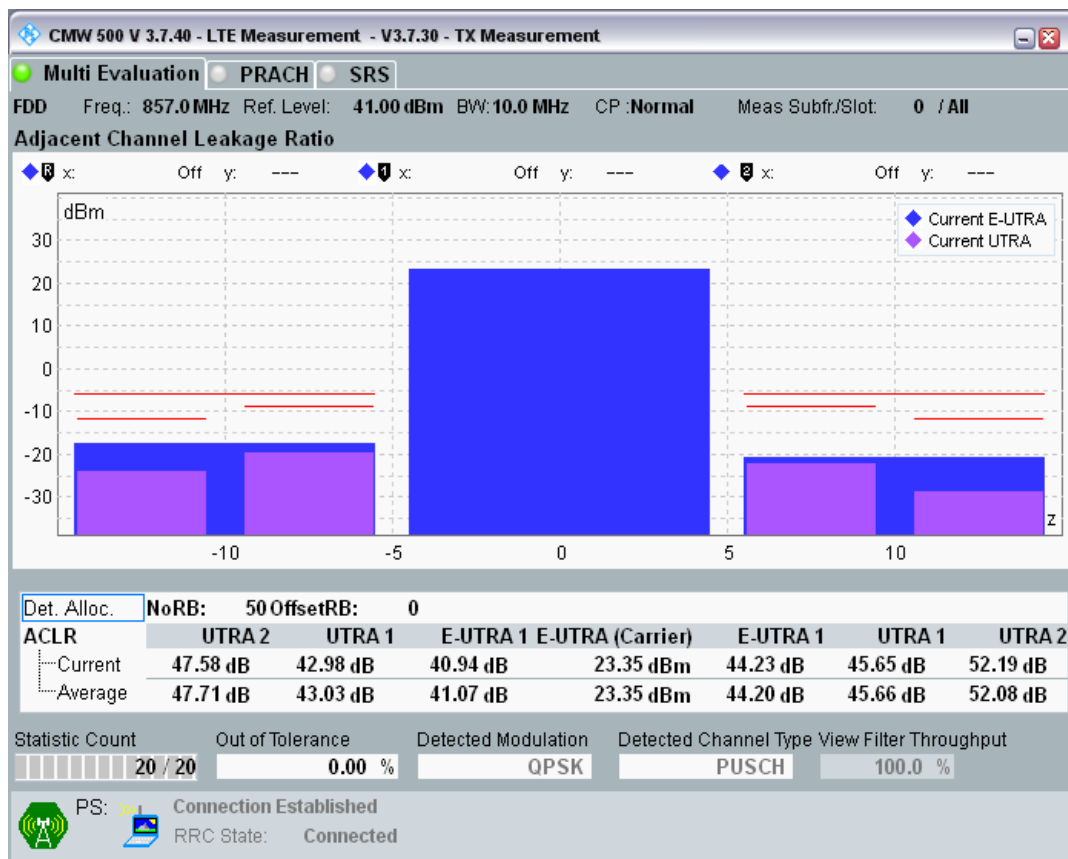 CMW 500 V 3.7.40 - LTE Measurement - V3.7.30 - TX Measurement
Multi Evaluation PRACH SRS
FDD Freq.: 857.0 MHz Ref. Level: 41.00 dBm BW: 10.0 MHz CP :Normal Meas Subfr./Slot: 0 / All
Adjacent Channel Leakage Ratio
R x: Off y: --- 1 x: Off y: --- 2 x: Off y: ---
dBm
Current E-UTRA
Current UTRA
30
20
10
0
-10
-20
-30
z
-10 -5 0 5 10
Det. Alloc. NoRB: 50 OffsetRB: 0
ACLR UTRA 2 UTRA 1 E-UTRA 1 E-UTRA (Carrier) E-UTRA 1 UTRA 1 UTRA 2
Current 47.58 dB 42.98 dB 40.94 dB 23.35 dBm 44.23 dB 45.65 dB 52.19 dB
Average 47.71 dB 43.03 dB 41.07 dB 23.35 dBm 44.20 dB 45.66 dB 52.08 dB
Statistic Count Out of Tolerance Detected Modulation Detected Channel Type View Filter Throughput
20 / 20 0.00 % QPSK PUSCH 100.0 %
PS: Connection Established
RRC State: Connected